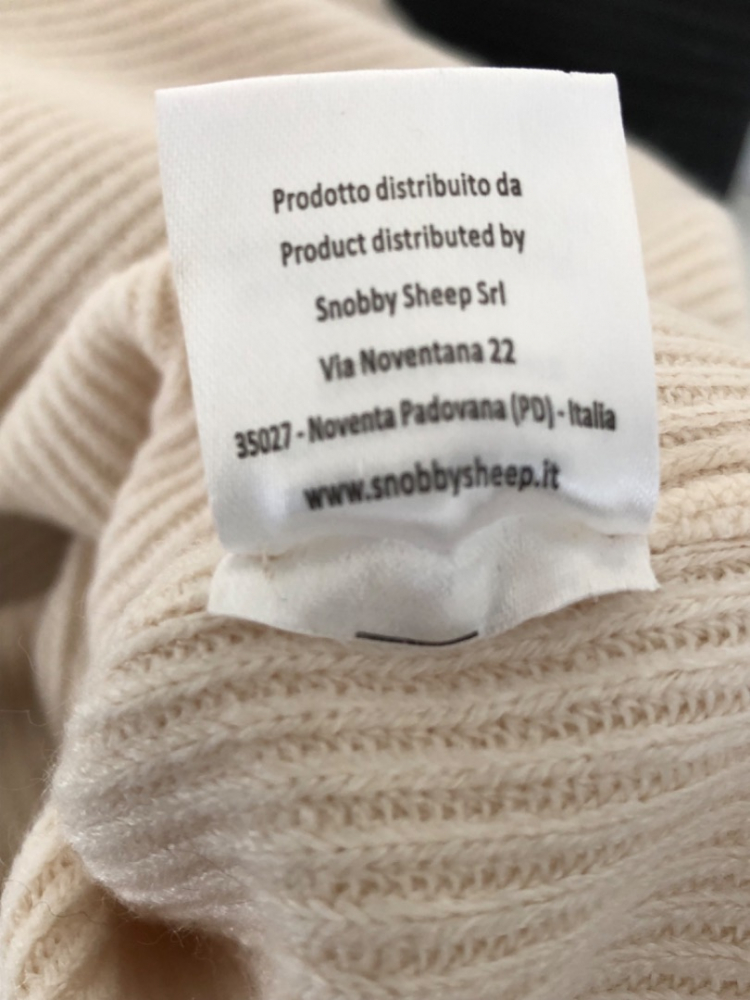 Prodotto distribuito da
Product distributed by
Snobby Sheep Srl
Via Noventana 22
35027 - Noventa Padovana (PD) - Italia
www.snobbysheep.it